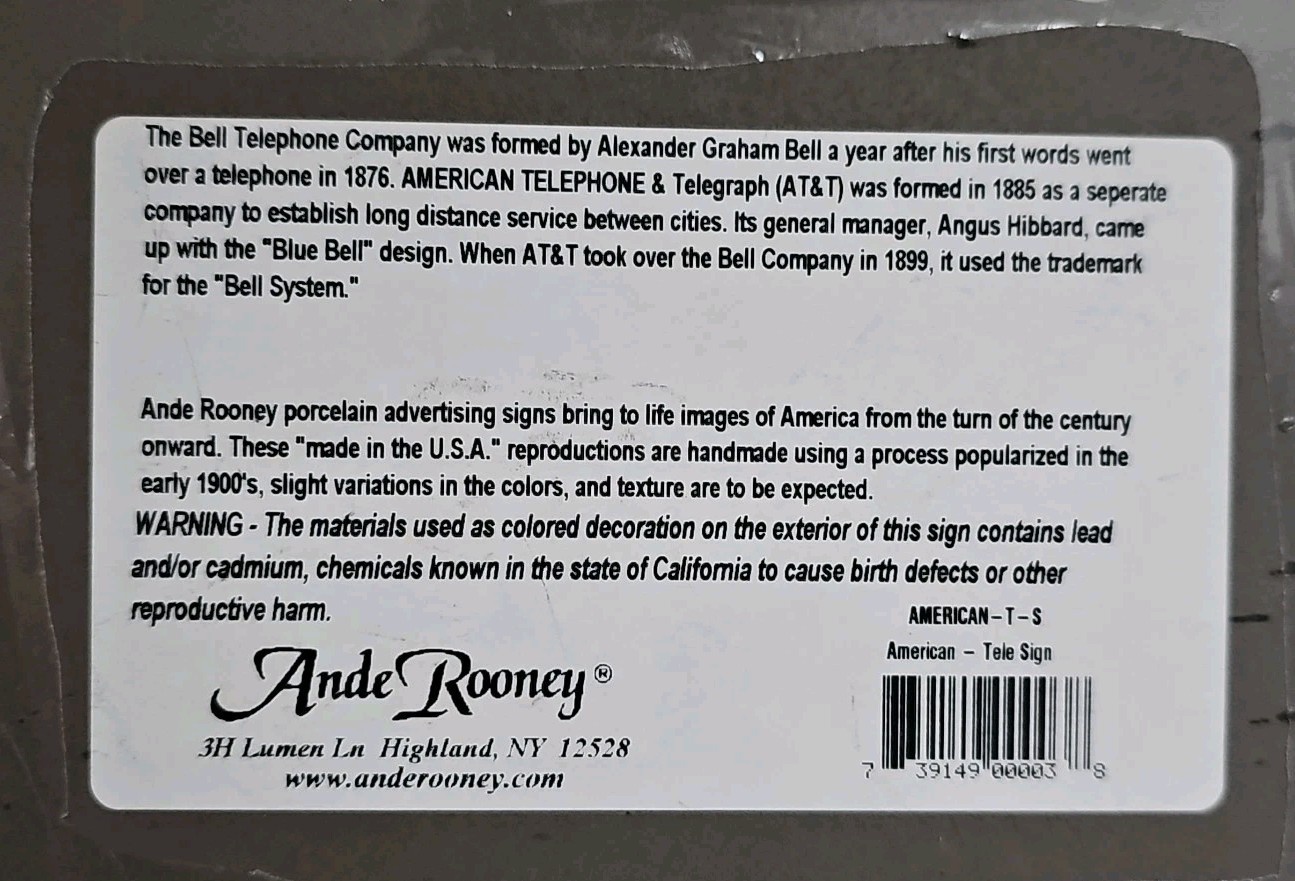 The Bell Telephone Company was formed by Alexander Graham Bell a year after his first words went
over a telephone in 1876. AMERICAN TELEPHONE & Telegraph (AT&T) was formed in 1885 as a seperate
company to establish long distance service between cities. Its general manager, Angus Hibbard, came
up with the "Blue Bell" design. When AT&T took over the Bell Company in 1899, it used the trademark
for the "Bell System."
Ande Rooney porcelain advertising signs bring to life images of America from the turn of the century
onward. These "made in the U.S.A." reproductions are handmade using a process popularized in the
early 1900's, slight variations in the colors, and texture are to be expected.
WARNING - The materials used as colored decoration on the exterior of this sign contains lead
and/or cadmium, chemicals known in the state of California to cause birth defects or other
reproductive harm.
AMERICAN-T-S
American - Tele Sign
Ande Rooney®
3H Lumen Ln Highland, NY 12528
www.anderooney.com
7 39149 00003 8